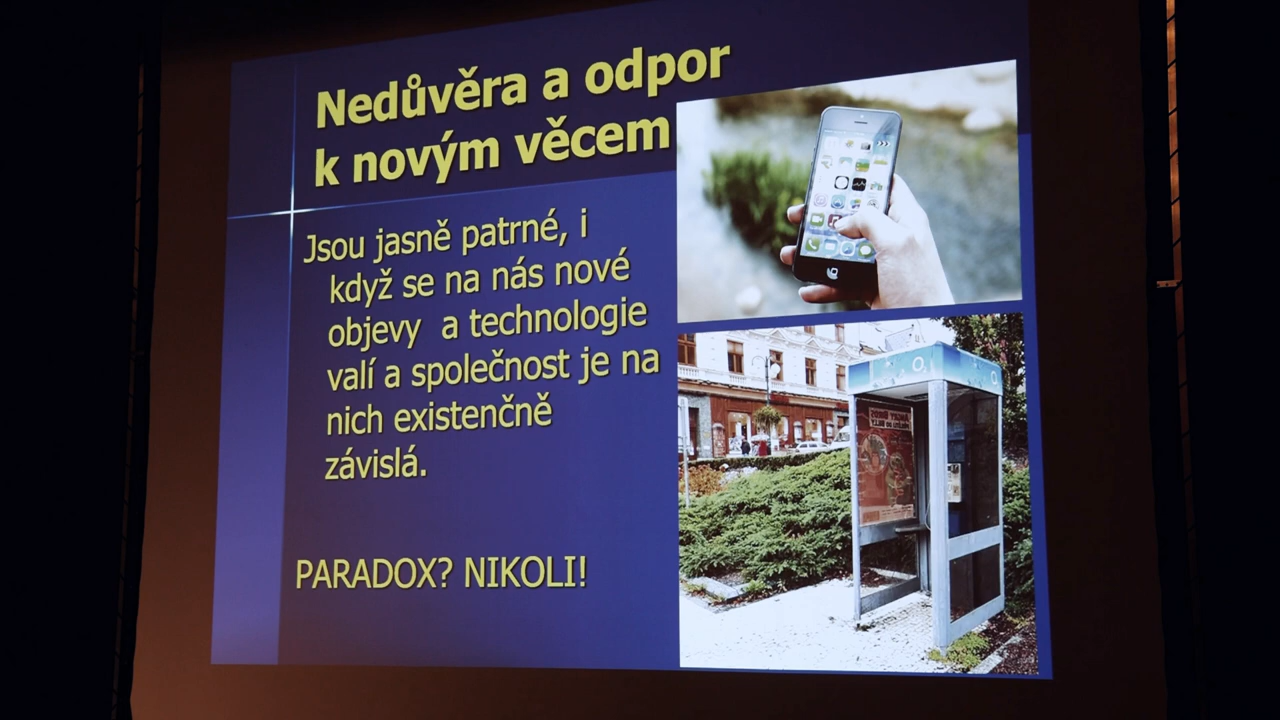 Nedůvěra a odpor
k novým věcem
Jsou jasně patrné, i
když se na nás nové
objevy a technologie
valí a společnost je na
nich existenčně
závislá.
PARADOX? NIKOLI!
O2